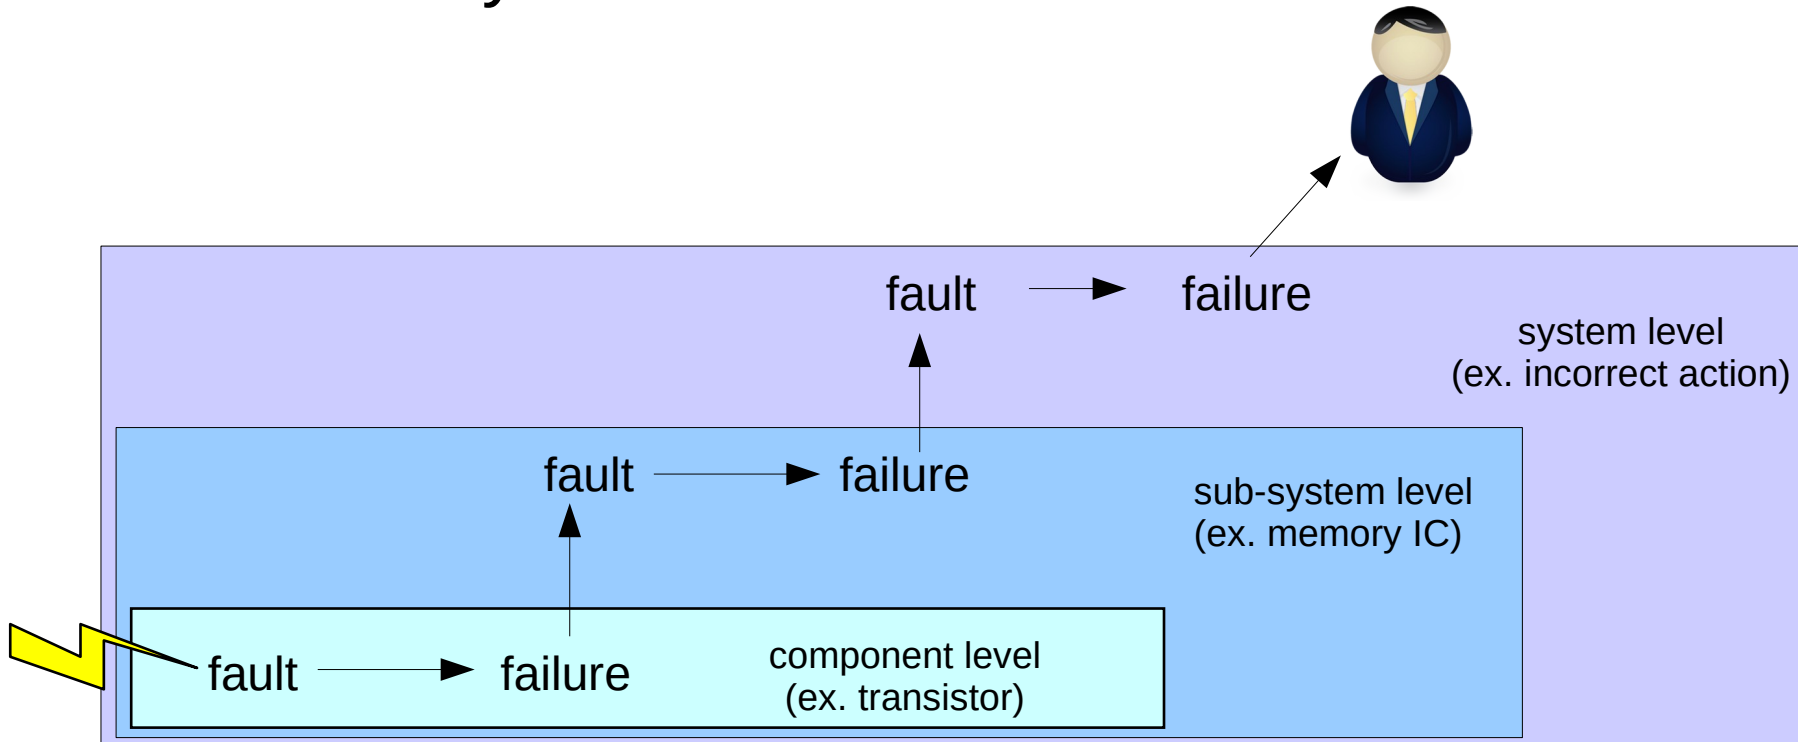 fault failure
system level
(ex. incorrect action)
fault failure
sub-system level
(ex. memory IC)
fault failure
component level
(ex. transistor)